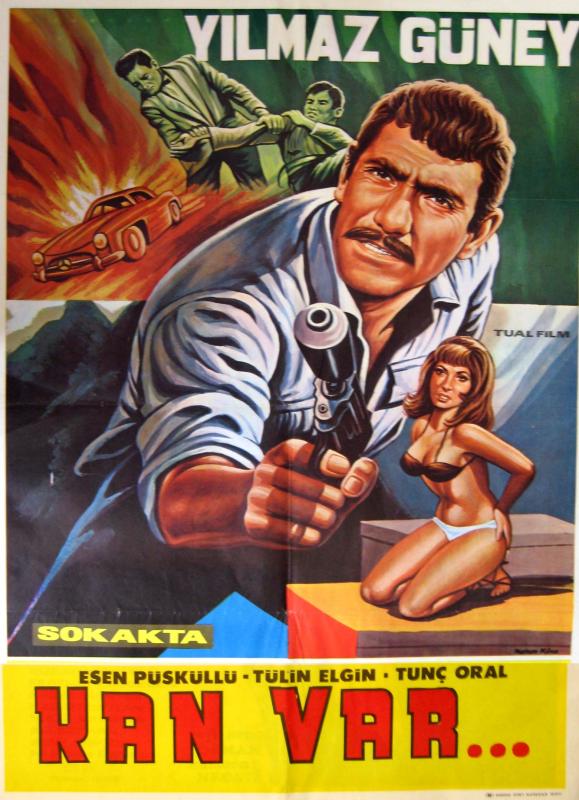 YILMAZ GÜNEY
TUAL FILM
SOKAKTA
ESEN PÜSKÜLLÜ - TÜLİN ELGİN - TUNÇ ORAL
KAN VAR...